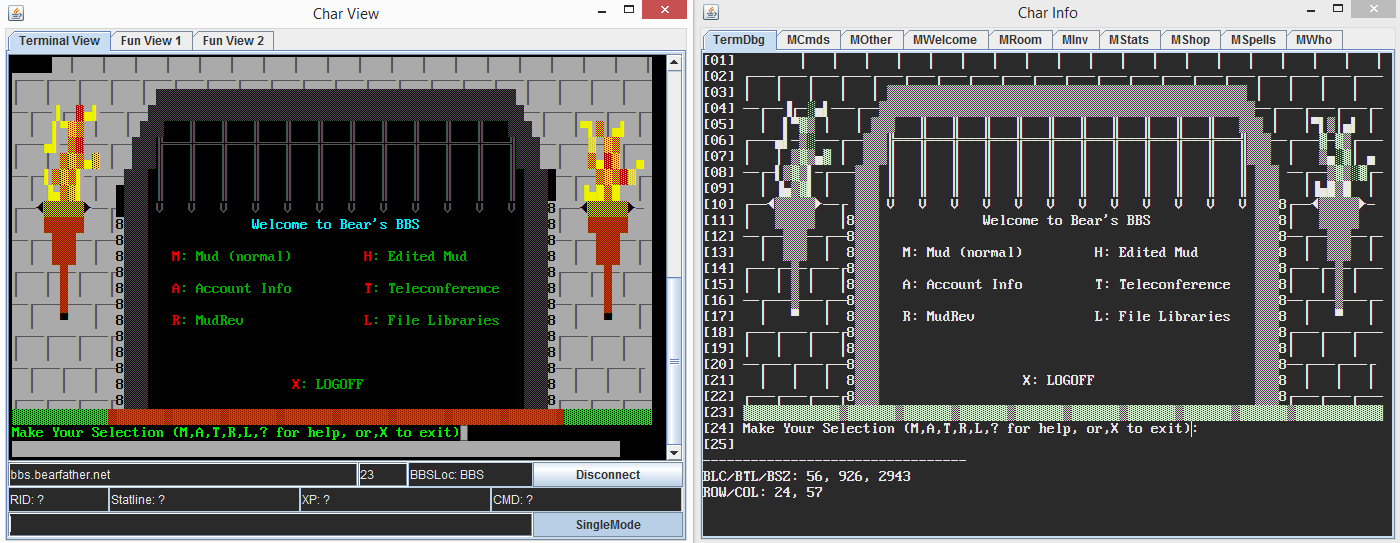 Char View
Terminal View Fun View 1 Fun View 2
Welcome to Bear's BBS
M: Mud (normal) H: Edited Mud
A: Account Info T: Teleconference
R: MudRev L: File Libraries
X: LOGOFF
Make Your Selection (M,A,T,R,L,? for help, or,X to exit)
bbs.bearfather.net 23 BBSLoc: BBS Disconnect
RID: ? Statline: ? XP: ? CMD: ?
SingleMode
Char Info
TermDbg MCmds MOther MWelcome MRoom MInv MStats MShop MSpells MWho
[01]
[02]
[03]
[04]
[05]
[06]
[07]
[08]
[09]
[10]
[11] Welcome to Bear's BBS
[12]
[13] M: Mud (normal) H: Edited Mud
[14]
[15] A: Account Info T: Teleconference
[16]
[17] R: MudRev L: File Libraries
[18]
[19]
[20]
[21] X: LOGOFF
[22]
[23]
[24] Make Your Selection (M,A,T,R,L,? for help, or,X to exit):
[25]
---------------------------------
BLC/BTL/BSZ: 56, 926, 2943
ROW/COL: 24, 57